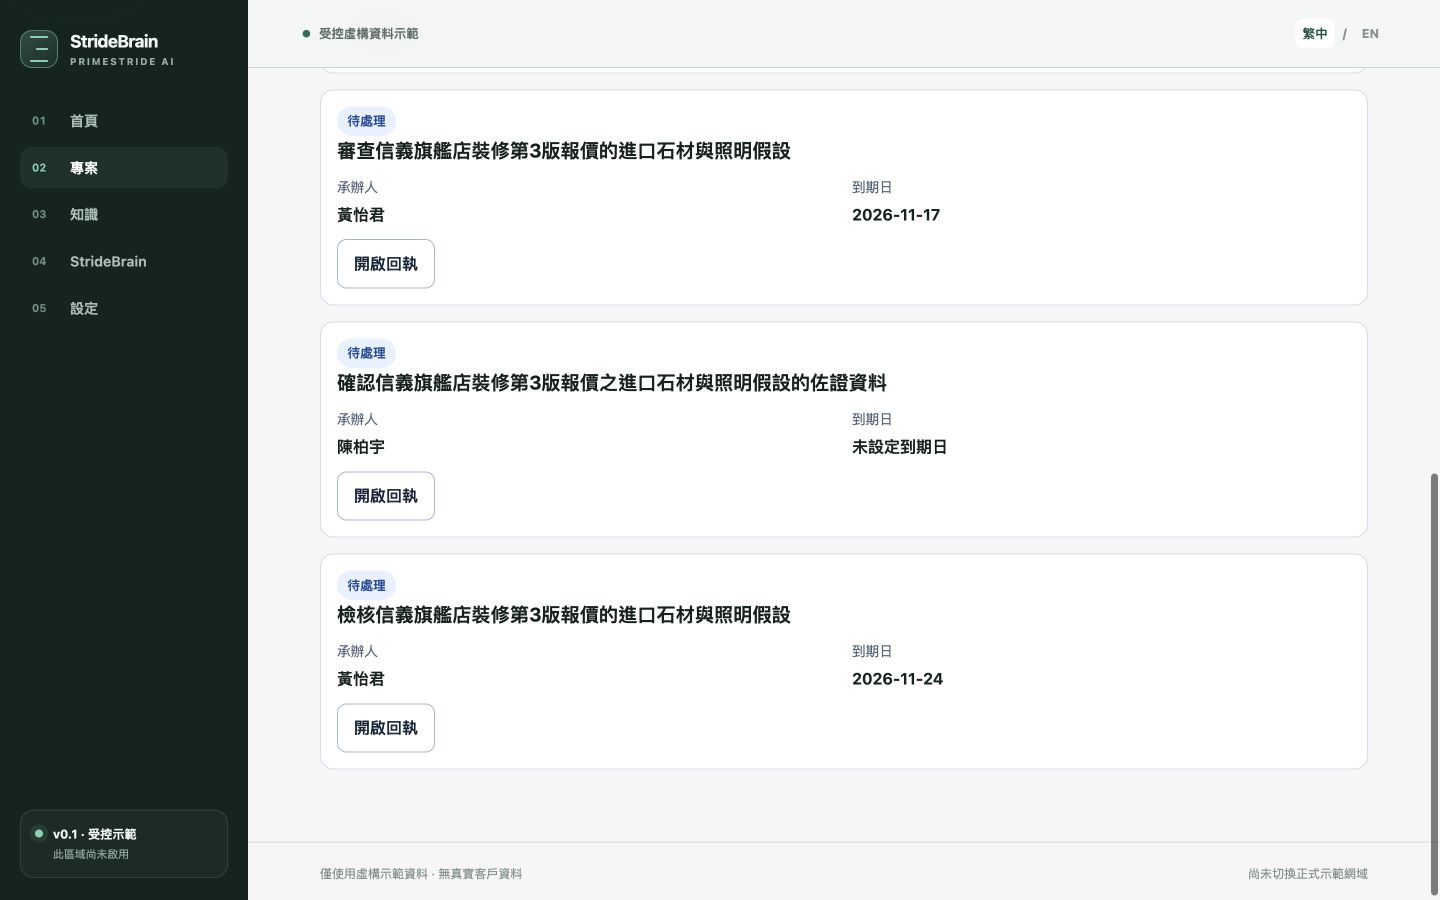 StrideBrain
PRIMESTRIDE AI
01 首頁
02 專案
03 知識
04 StrideBrain
05 設定
v0.1 · 受控示範
此區域尚未啟用
受控虛構資料示範
繁中 / EN
待處理
審查信義旗艦店裝修第3版報價的進口石材與照明假設
承辦人 到期日
黃怡君 2026-11-17
開啟回執
待處理
確認信義旗艦店裝修第3版報價之進口石材與照明假設的佐證資料
承辦人 到期日
陳柏宇 未設定到期日
開啟回執
待處理
檢核信義旗艦店裝修第3版報價的進口石材與照明假設
承辦人 到期日
黃怡君 2026-11-24
開啟回執
僅使用虛構示範資料 · 無真實客戶資料
尚未切換正式示範網域